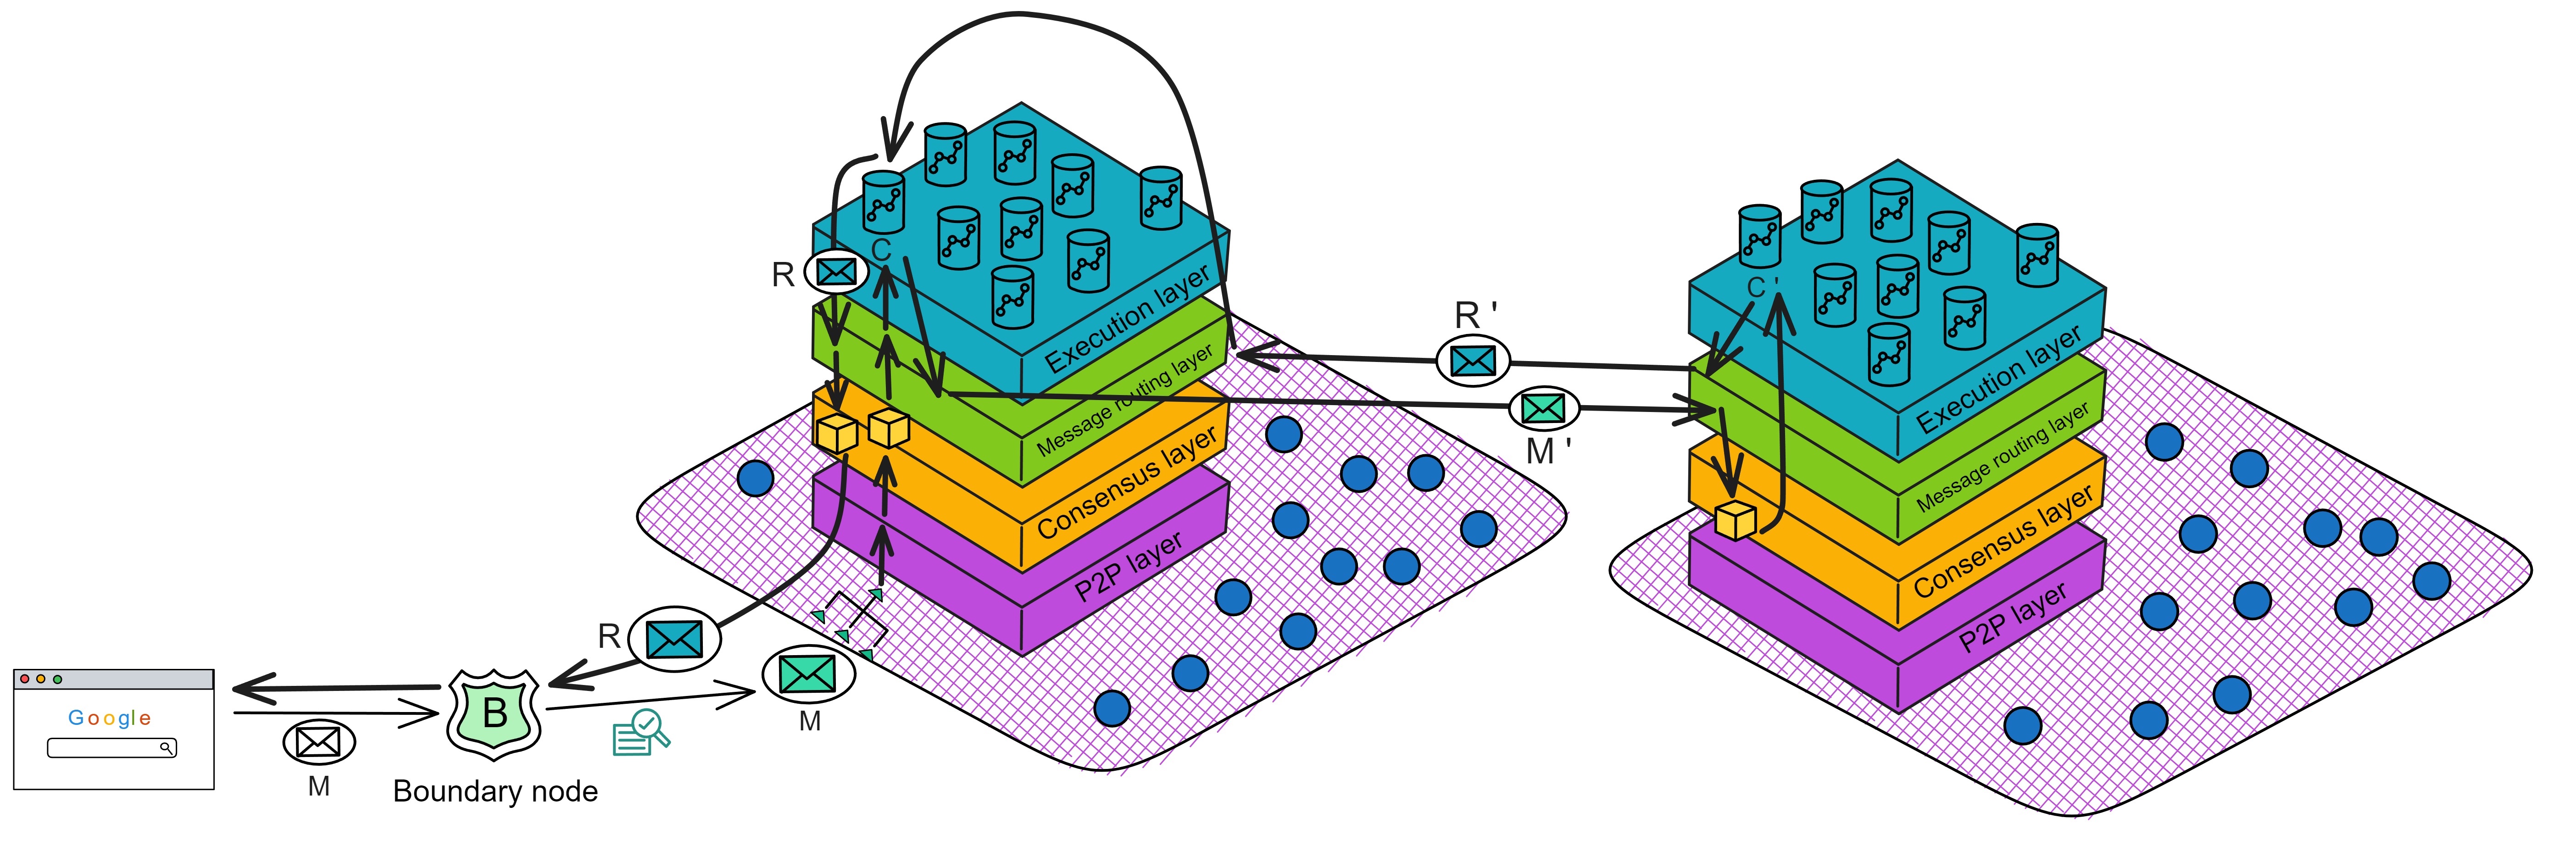 Google
M
B
Boundary node
R
M
R
C
Execution layer
Message routing layer
Consensus layer
P2P layer
R '
M '
C '
Execution layer
Message routing layer
Consensus layer
P2P layer